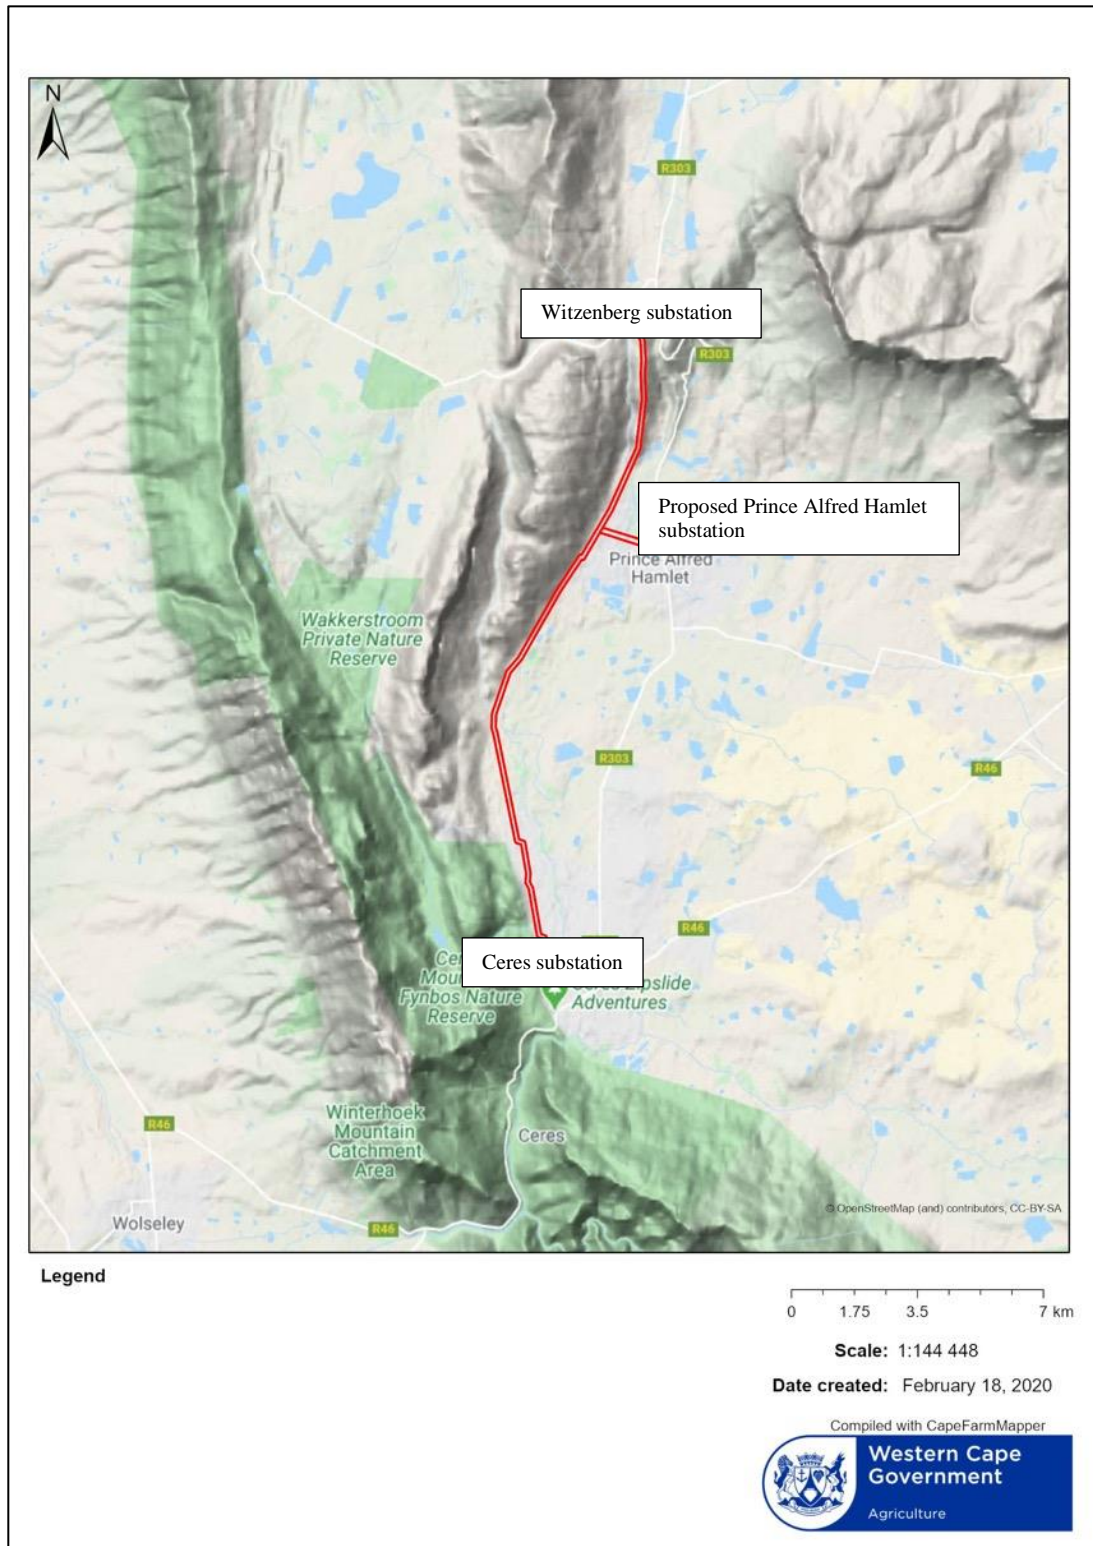 N
R303
Witzenberg substation
R303
Proposed Prince Alfred Hamlet
substation
Prince Alfred
Hamlet
Wakkerstroom
Private Nature
Reserve
R303
R46
R46
Ceres substation
Fynbos Nature
Reserve
Adventures
Winterhoek
Mountain
Catchment
Area
R46
Ceres
Wolseley
R46
© OpenStreetMap (and) contributors, CC-BY-SA
Legend
0 1.75 3.5 7 km
Scale: 1:144 448
Date created: February 18, 2020
Compiled with CapeFarmMapper
Western Cape
Government
Agriculture